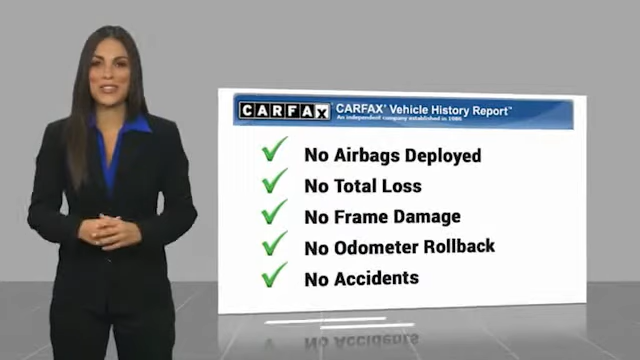 CARFAX CARFAX® Vehicle History Report™
An independent company established in 1986
No Airbags Deployed
No Total Loss
No Frame Damage
No Odometer Rollback
No Accidents